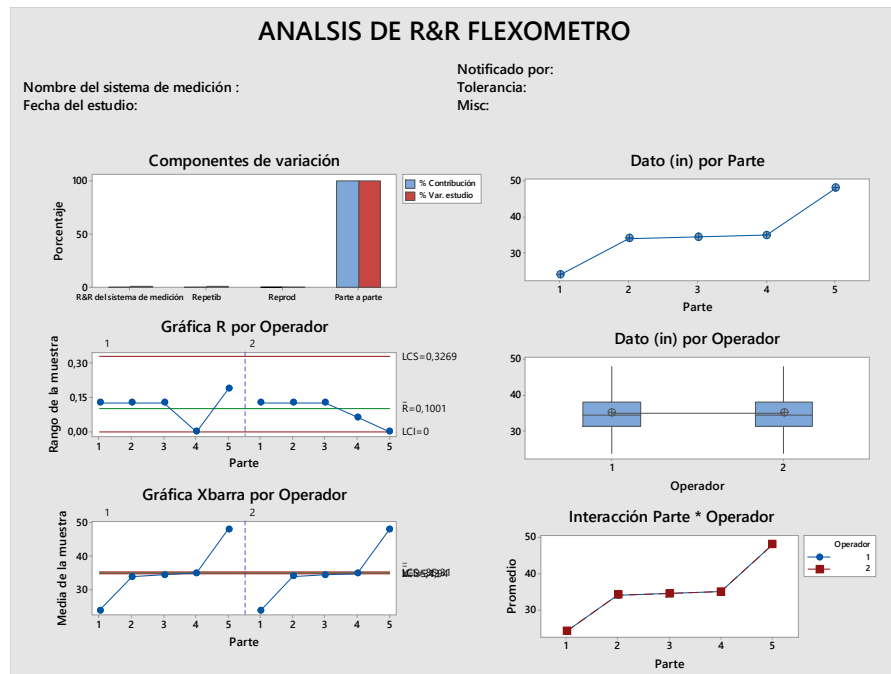 ANALSIS DE R&R FLEXOMETRO
Nombre del sistema de medición :
Fecha del estudio:
Notificado por:
Tolerancia:
Misc:
Componentes de variación
Porcentaje
100
50
0
R&R del sistema de medición Repetib Reprod Parte a parte
% Contribución
% Var. estudio
Gráfica R por Operador
1 2
Rango de la muestra
0,30
0,15
0,00
LCS=0,3269
R=0,1001
LCI=0
1 2 3 4 5 1 2 3 4 5
Parte
Gráfica Xbarra por Operador
1 2
Media de la muestra
50
40
30
1 2 3 4 5 1 2 3 4 5
Parte
Dato (in) por Parte
50
40
30
1 2 3 4 5
Parte
Dato (in) por Operador
50
40
30
1 2
Operador
Interacción Parte * Operador
Promedio
50
40
30
1 2 3 4 5
Parte
Operador
1
2